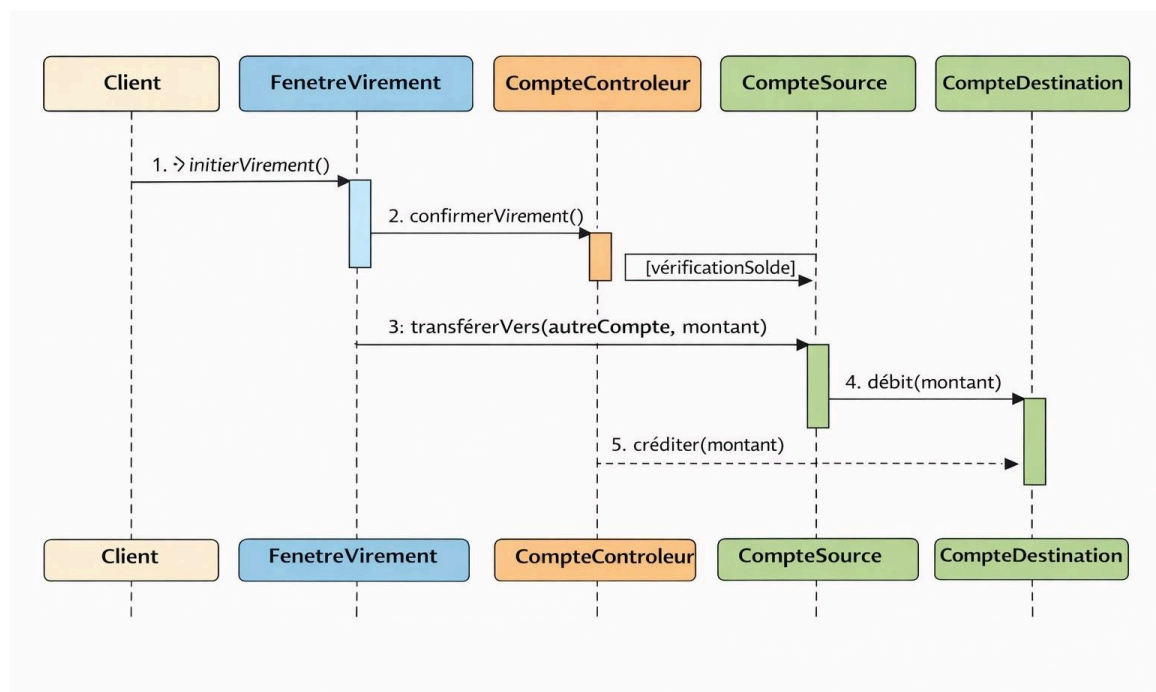 Client
FenetreVirement
CompteControleur
CompteSource
CompteDestination
1. initierVirement()
2. confirmerVirement()
[vérificationSolde]
3: transférerVers(autreCompte, montant)
4. débit(montant)
5. créditer(montant)
Client
FenetreVirement
CompteControleur
CompteSource
CompteDestination